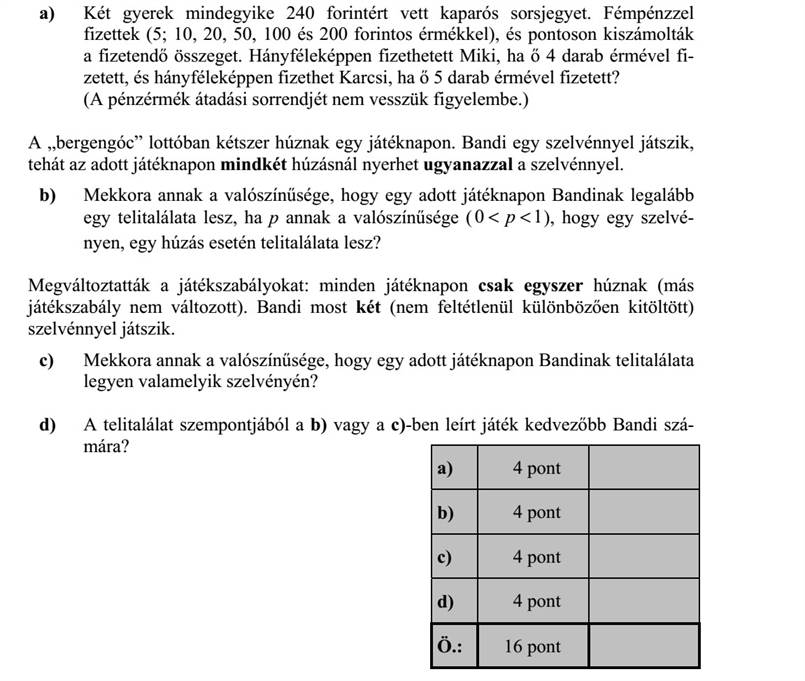 a) Két gyerek mindegyike 240 forintért vett kaparós sorsjegyet. Fémpénzzel
fizettek (5; 10, 20, 50, 100 és 200 forintos érmékkel), és pontoson kiszámolták
a fizetendő összeget. Hányféleképpen fizethetett Miki, ha ő 4 darab érmével fi-
zetett, és hányféleképpen fizethet Karcsi, ha ő 5 darab érmével fizetett?
(A pénzérmék átadási sorrendjét nem vesszük figyelembe.)
A „bergengóc” lottóban kétszer húznak egy játéknapon. Bandi egy szelvénnyel játszik,
tehát az adott játéknapon mindkét húzásnál nyerhet ugyanazzal a szelvénnyel.
b) Mekkora annak a valószínűsége, hogy egy adott játéknapon Bandinak legalább
egy telitalálata lesz, ha p annak a valószínűsége (0 < p < 1), hogy egy szelvé-
nyen, egy húzás esetén telitalálata lesz?
Megváltoztatták a játékszabályokat: minden játéknapon csak egyszer húznak (más
játékszabály nem változott). Bandi most két (nem feltétlenül különbözően kitöltött)
szelvénnyel játszik.
c) Mekkora annak a valószínűsége, hogy egy adott játéknapon Bandinak telitalálata
legyen valamelyik szelvényén?
d) A telitalálat szempontjából a b) vagy a c)-ben leírt játék kedvezőbb Bandi szá-
mára?
a) 4 pont
b) 4 pont
c) 4 pont
d) 4 pont
Ö.: 16 pont